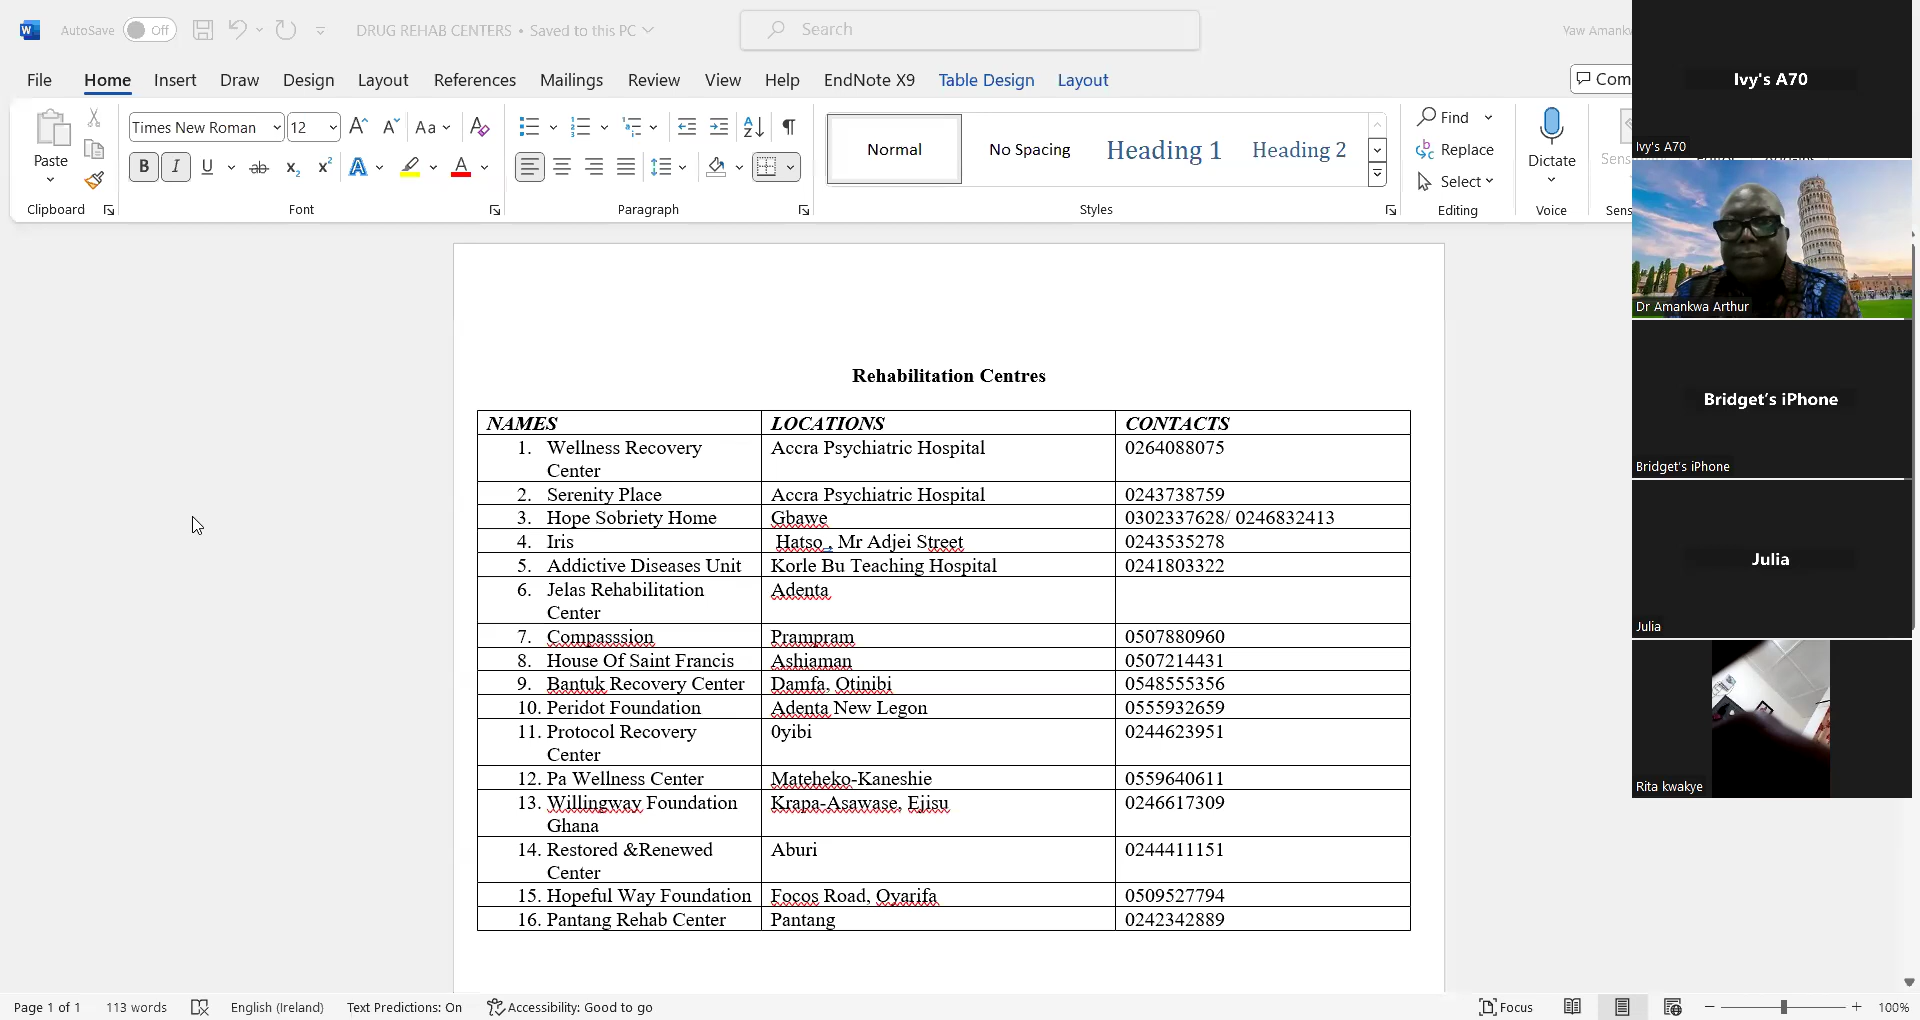 AutoSave Off DRUG REHAB CENTERS • Saved to this PC Search Yaw Amankw
File Home Insert Draw Design Layout References Mailings Review View Help EndNote X9 Table Design Layout Com
Times New Roman 12 Aa
Paste
B I U ab x2 x2 A A
Clipboard Font Paragraph
Normal No Spacing Heading 1 Heading 2
Styles
Find
Replace
Select
Editing
Dictate
Voice
Sens
Rehabilitation Centres
NAMES LOCATIONS CONTACTS
1. Wellness Recovery Accra Psychiatric Hospital 0264088075
Center
2. Serenity Place Accra Psychiatric Hospital 0243738759
3. Hope Sobriety Home Gbawe 0302337628/ 0246832413
4. Iris Hatso , Mr Adjei Street 0243535278
5. Addictive Diseases Unit Korle Bu Teaching Hospital 0241803322
6. Jelas Rehabilitation Adenta
Center
7. Compasssion Prampram 0507880960
8. House Of Saint Francis Ashiaman 0507214431
9. Bantuk Recovery Center Damfa, Otinibi 0548555356
10. Peridot Foundation Adenta New Legon 0555932659
11. Protocol Recovery 0yibi 0244623951
Center
12. Pa Wellness Center Mateheko-Kaneshie 0559640611
13. Willingway Foundation Krapa-Asawase, Ejisu 0246617309
Ghana
14. Restored &Renewed Aburi 0244411151
Center
15. Hopeful Way Foundation Focos Road, Oyarifa 0509527794
16. Pantang Rehab Center Pantang 0242342889
Ivy's A70
Ivy's A70
Dr Amankwa Arthur
Bridget's iPhone
Bridget's iPhone
Julia
Julia
Rita kwakye
Page 1 of 1 113 words English (Ireland) Text Predictions: On Accessibility: Good to go Focus 100%